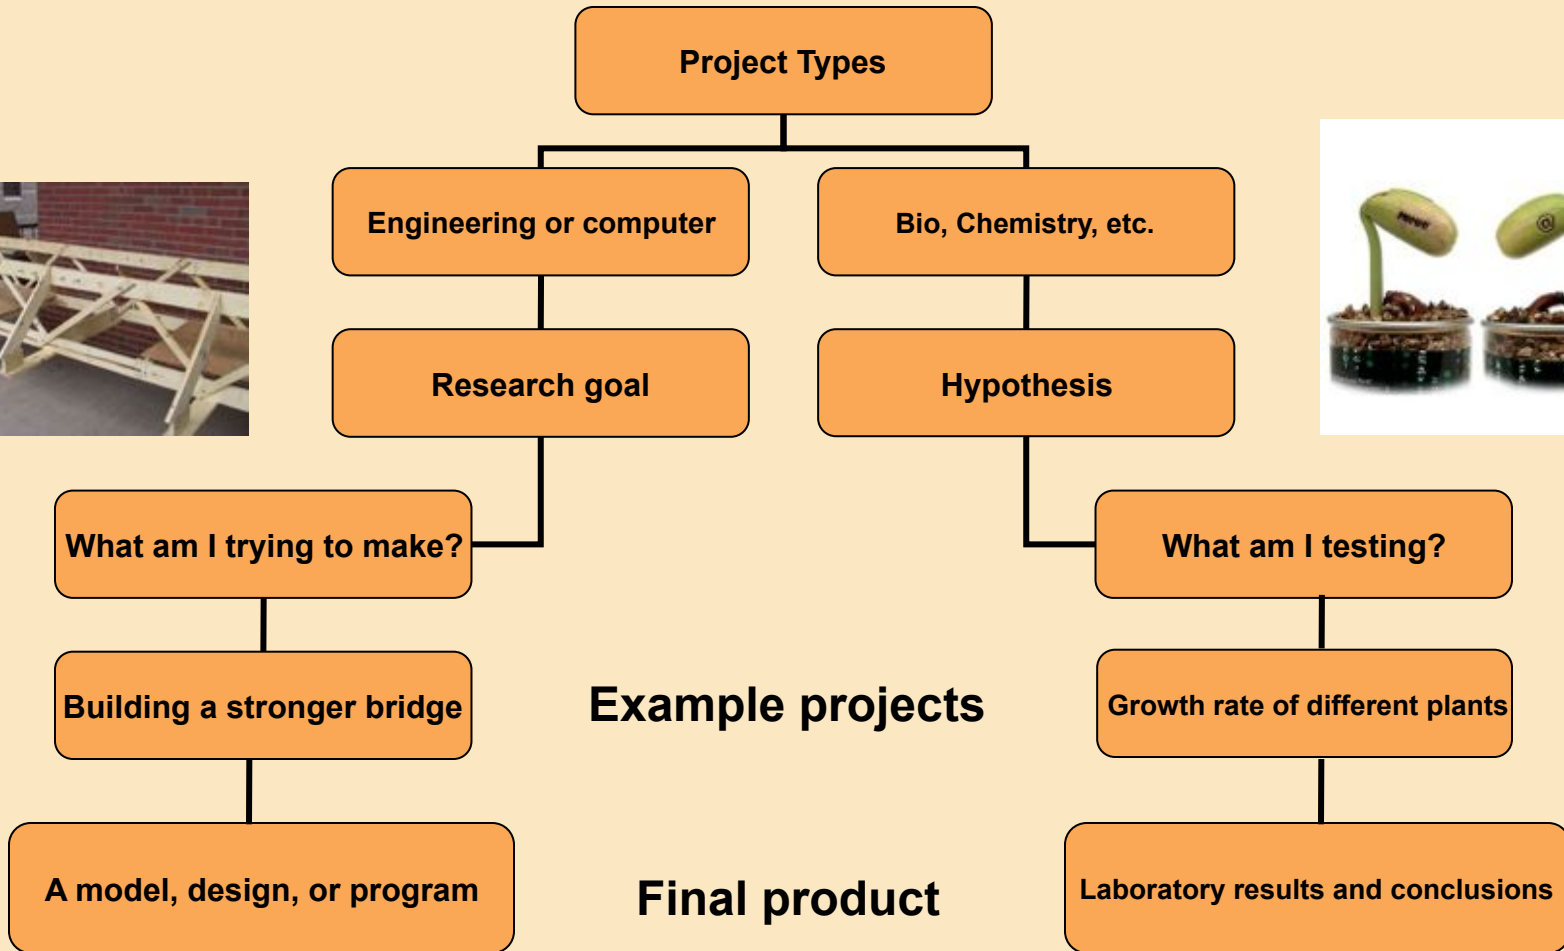 Project Types
Engineering or computer
Bio, Chemistry, etc.
Research goal
Hypothesis
What am I trying to make?
What am I testing?
Building a stronger bridge
Example projects
Growth rate of different plants
A model, design, or program
Final product
Laboratory results and conclusions